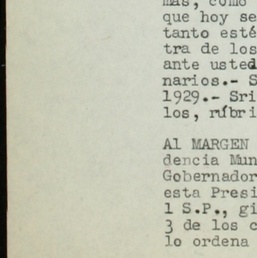 mas, como
que hoy se
tanto esté
tra de los
ante usted
narios.- S
1929.- Sri
los, rúbri
Al MARGEN
dencia Mun
Gobernador
esta Presi
1 S.P., gi
3 de los c
lo ordena